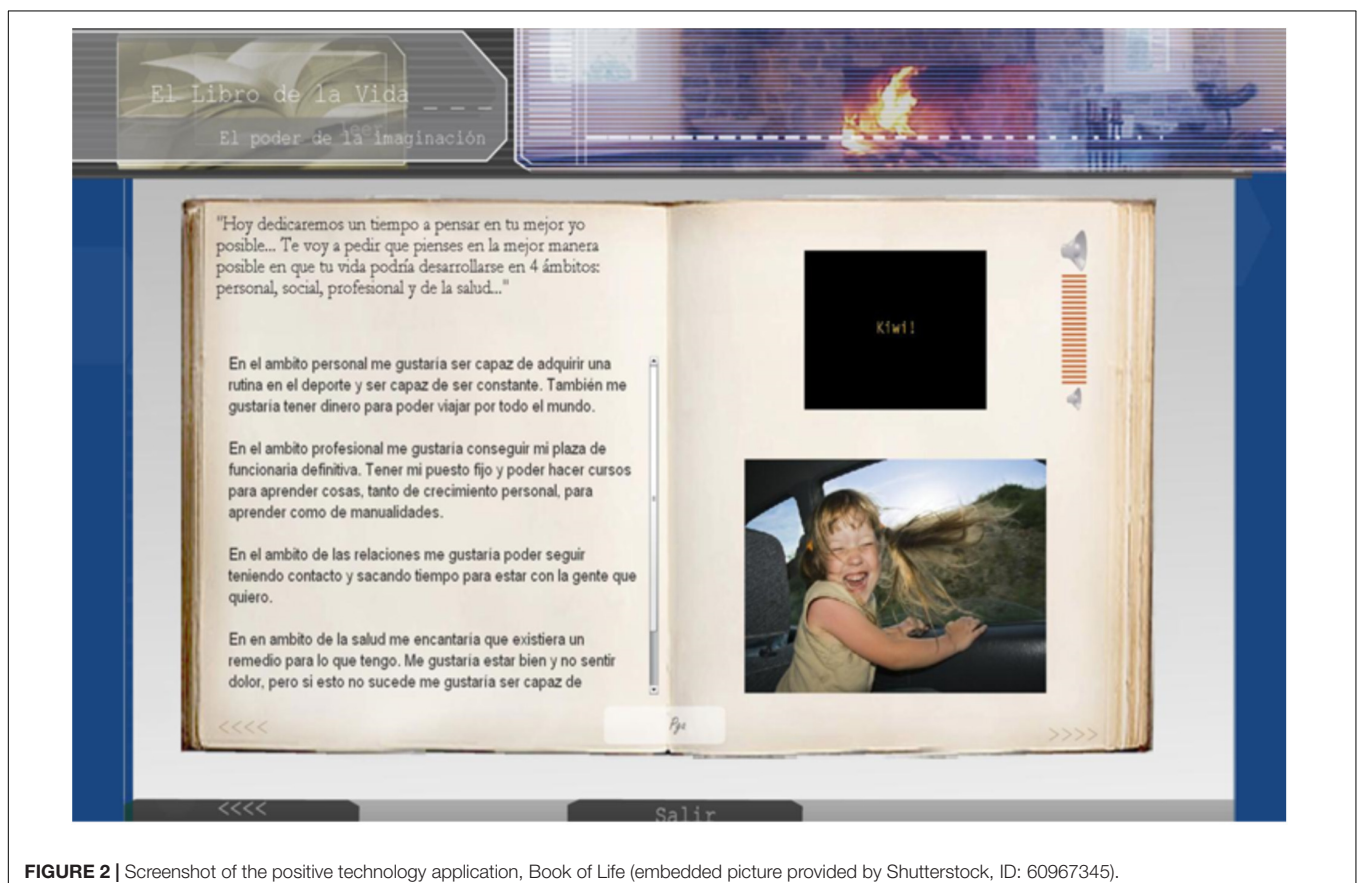 El Libro de la Vida _ _ _
leer
El poder de la imaginación
"Hoy dedicaremos un tiempo a pensar en tu mejor yo
posible... Te voy a pedir que pienses en la mejor manera
posible en que tu vida podría desarrollarse en 4 ámbitos:
personal, social, profesional y de la salud..."
En el ambito personal me gustaría ser capaz de adquirir una
rutina en el deporte y ser capaz de ser constante. También me
gustaría tener dinero para poder viajar por todo el mundo.
En el ambito profesional me gustaría conseguir mi plaza de
funcionaria definitiva. Tener mi puesto fijo y poder hacer cursos
para aprender cosas, tanto de crecimiento personal, para
aprender como de manualidades.
En el ambito de las relaciones me gustaría poder seguir
teniendo contacto y sacando tiempo para estar con la gente que
quiero.
En en ambito de la salud me encantaria que existiera un
remedio para lo que tengo. Me gustaría estar bien y no sentir
dolor, pero si esto no sucede me gustaría ser capaz de
<<<<
Kiwi!
>>>>
<<<<
Salir
FIGURE 2 | Screenshot of the positive technology application, Book of Life (embedded picture provided by Shutterstock, ID: 60967345).